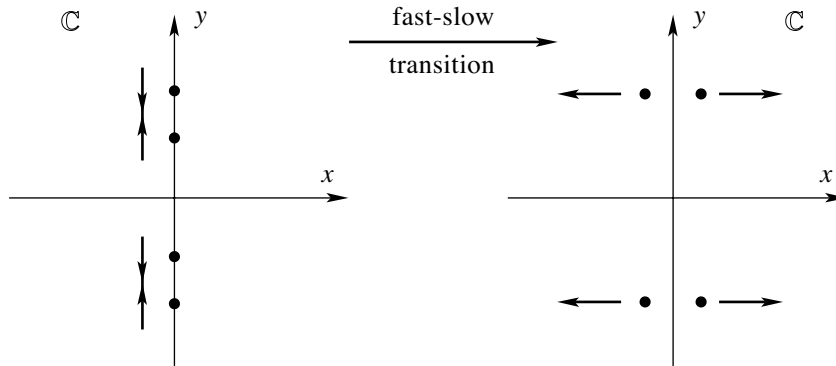 ℂ
y
fast-slow
transition
y
ℂ
x
x